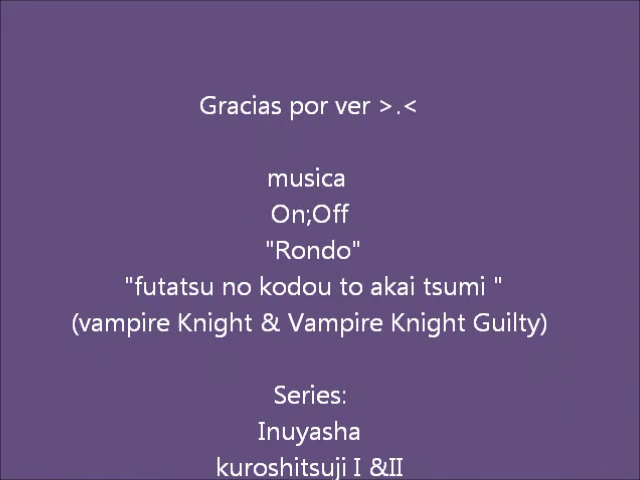 Gracias por ver >.<
musica
On;Off
"Rondo"
"futatsu no kodou to akai tsumi "
(vampire Knight & Vampire Knight Guilty)
Series:
Inuyasha
kuroshitsuji I &II